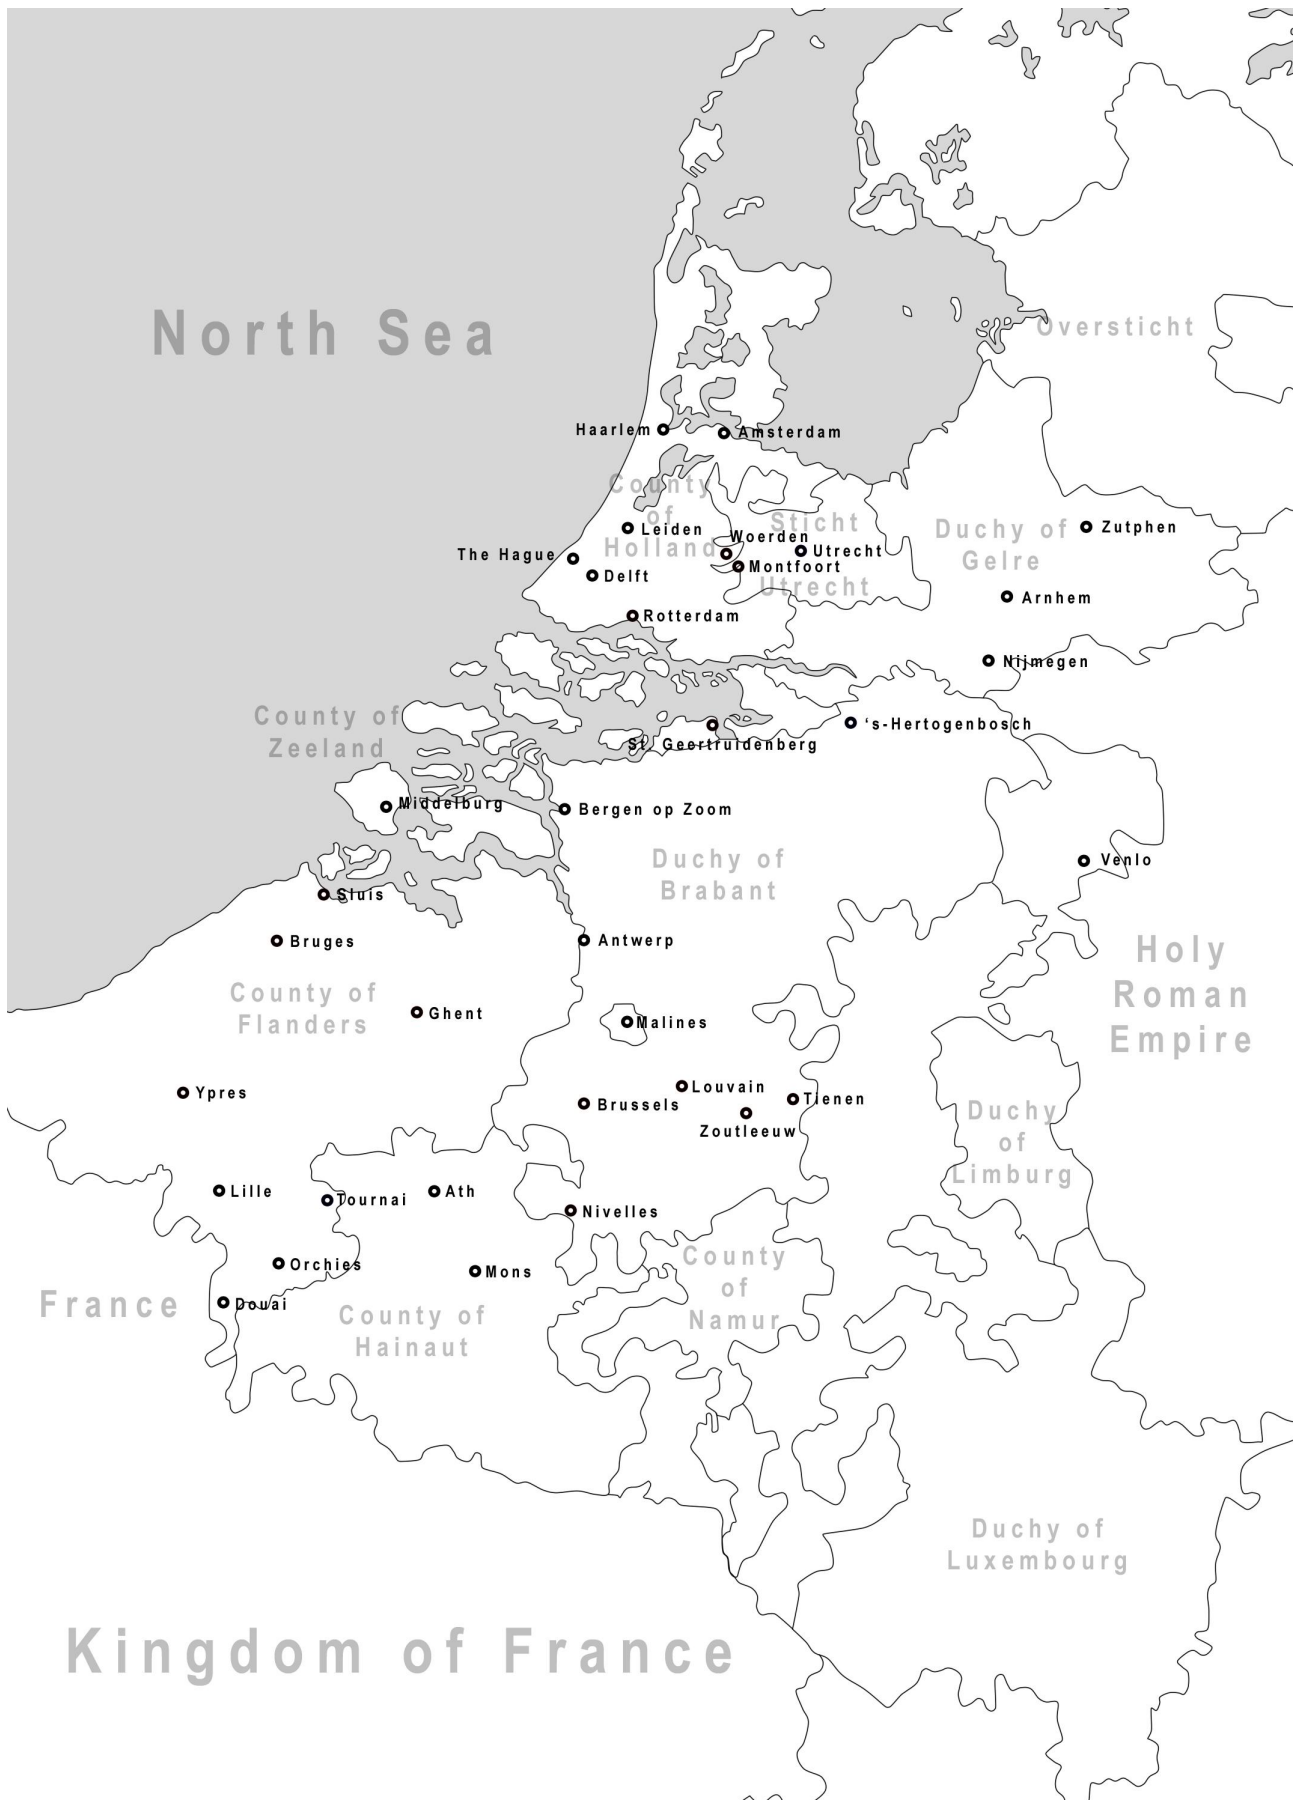 North Sea
Oversticht
Haarlem
Amsterdam
County
of
Holland
Leiden
Sticht
Utrecht
Woerden
Utrecht
Montfoort
The Hague
Delft
Rotterdam
Duchy of
Gelre
Zutphen
Arnhem
Nijmegen
County of
Zeeland
St. Geertruidenberg
‘s-Hertogenbosch
Middelburg
Bergen op Zoom
Duchy of
Brabant
Venlo
Sluis
Bruges
Antwerp
Holy
Roman
Empire
County of
Flanders
Ghent
Malines
Ypres
Brussels
Louvain
Tienen
Zoutleeuw
Duchy
of
Limburg
Lille
Tournai
Ath
Nivelles
Orchies
Mons
County
of
Namur
France
Douai
County of
Hainaut
Duchy of
Luxembourg
Kingdom of France